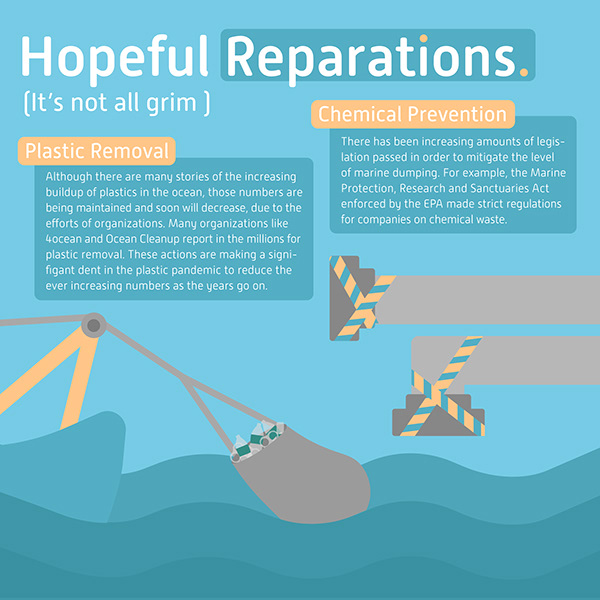 Hopeful Reparations.
(It's not all grim )
Plastic Removal
Although there are many stories of the increasing
buildup of plastics in the ocean, those numbers are
being maintained and soon will decrease, due to the
efforts of organizations. Many organizations like
4ocean and Ocean Cleanup report in the millions for
plastic removal. These actions are making a signi-
figant dent in the plastic pandemic to reduce the
ever increasing numbers as the years go on.
Chemical Prevention
There has been increasing amounts of legis-
lation passed in order to mitigate the level
of marine dumping. For example, the Marine
Protection, Research and Sanctuaries Act
enforced by the EPA made strict regulations
for companies on chemical waste.